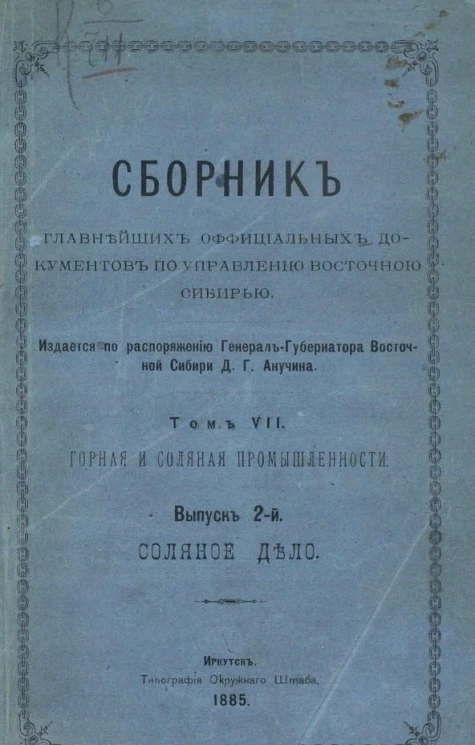 СБОРНИКЪ
ГЛАВНѢЙШИХЪ ОФФИЦІАЛЬНЫХЪ ДО-
КУМЕНТОВЪ ПО УПРАВЛЕНІЮ ВОСТОЧНОЮ
СИБИРЬЮ.
Издается по распоряженію Генералъ-Губернатора Восточ-
ной Сибири Д. Г. Анучина.
Томъ VII.
ГОРНАЯ И СОЛЯНАЯ ПРОМЫШЛЕННОСТИ.
Выпускъ 2-й.
СОЛЯНОЕ ДѢЛО.
Иркутскъ.
Типографія Окружнаго Штаба,
1885.